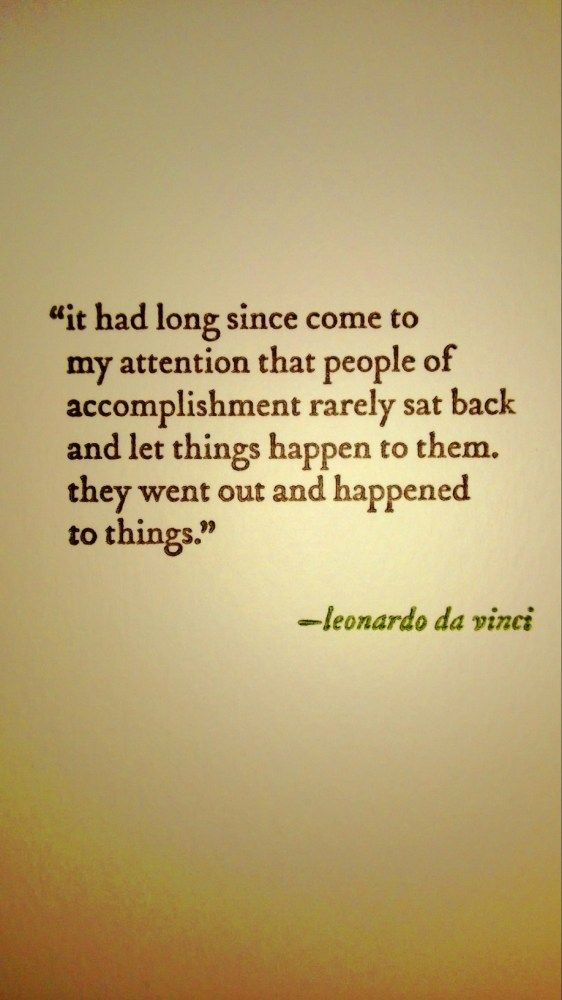 “it had long since come to
my attention that people of
accomplishment rarely sat back
and let things happen to them.
they went out and happened
to things.”
—leonardo da vinci